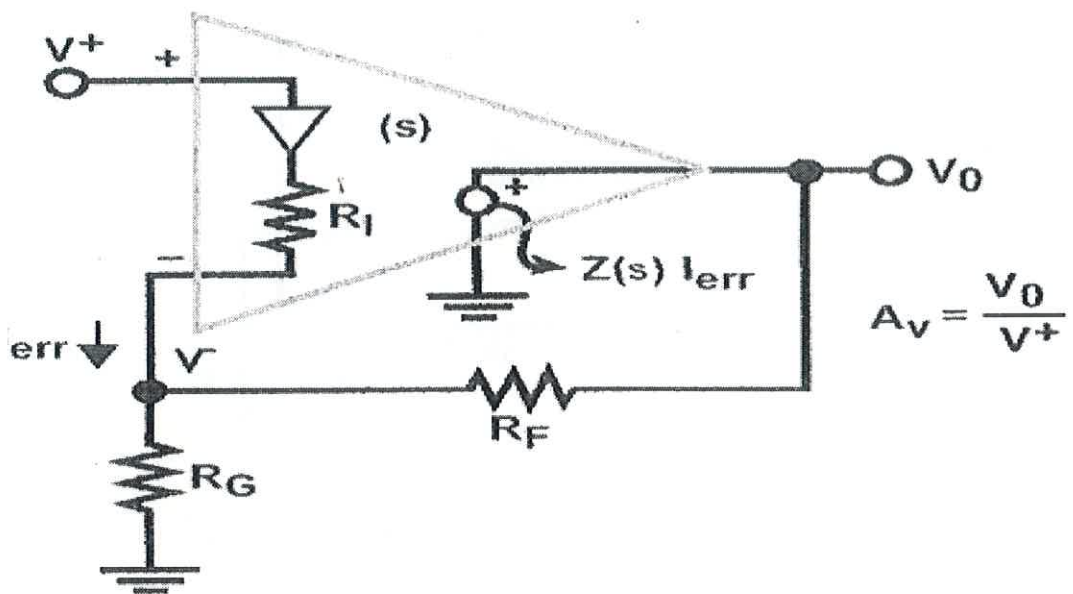 V+
+
(s)
RI
−
+
V0
Z(s) Ierr
AV = V0 / V+
err
V-
RF
RG